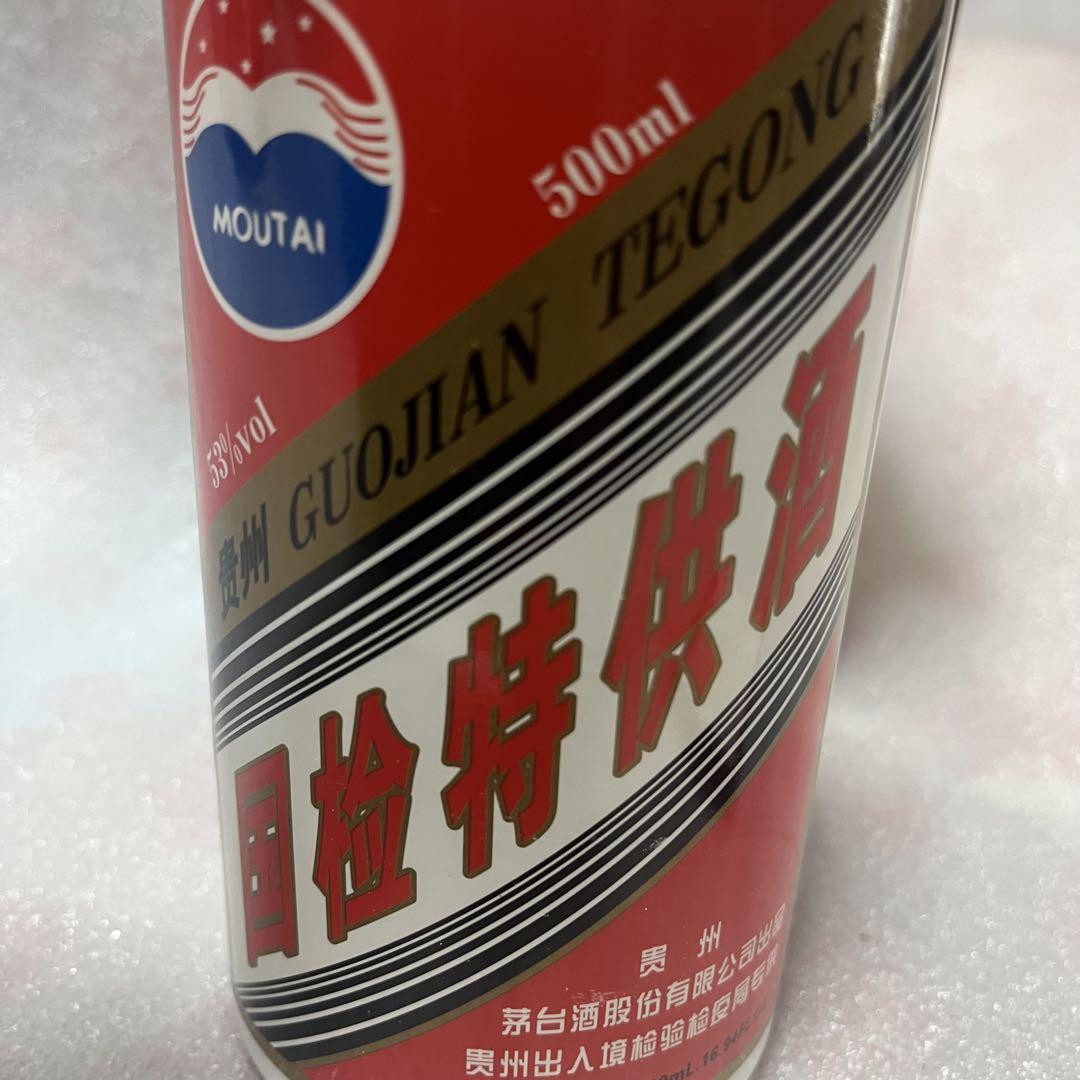 MOUTAI
500ml
53%vol
贵州 GUOJIAN TEGONG
国检特供酒
贵州
茅台酒股份有限公司出品
贵州出入境检验检疫局专供